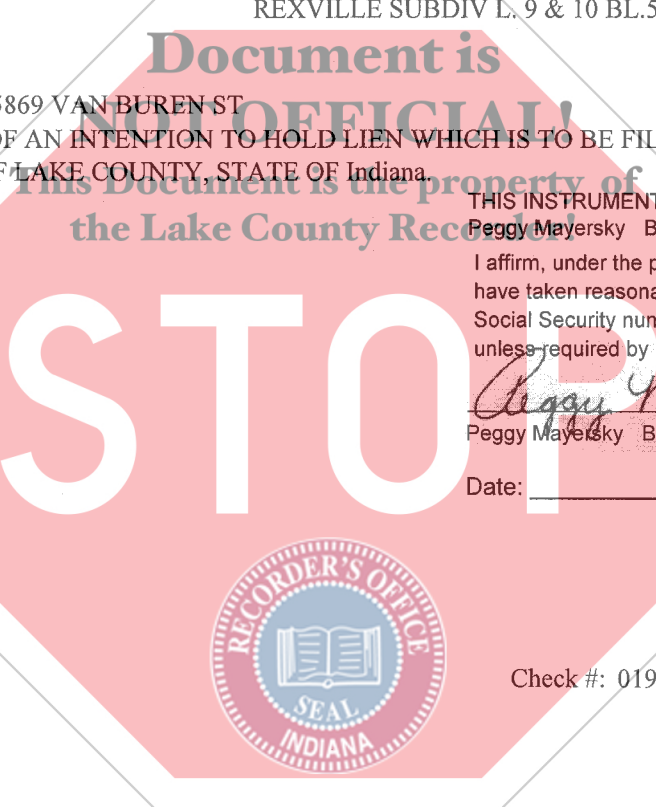 REXVILLE SUBDIV L. 9 & 10 BL.5
Document is
5869 VAN BUREN ST
NOT OFFICIAL!
OF AN INTENTION TO HOLD LIEN WHICH IS TO BE FIL
F LAKE COUNTY, STATE OF Indiana.
This Document is the property of
the Lake County Recorder!
THIS INSTRUMENT
Peggy Mayersky B
I affirm, under the p
have taken reasona
Social Security num
unless required by
STOP
Peggy
Peggy Mayersky B
Date:
RECORDER'S OFFICE
SEAL
INDIANA
Check #: 019